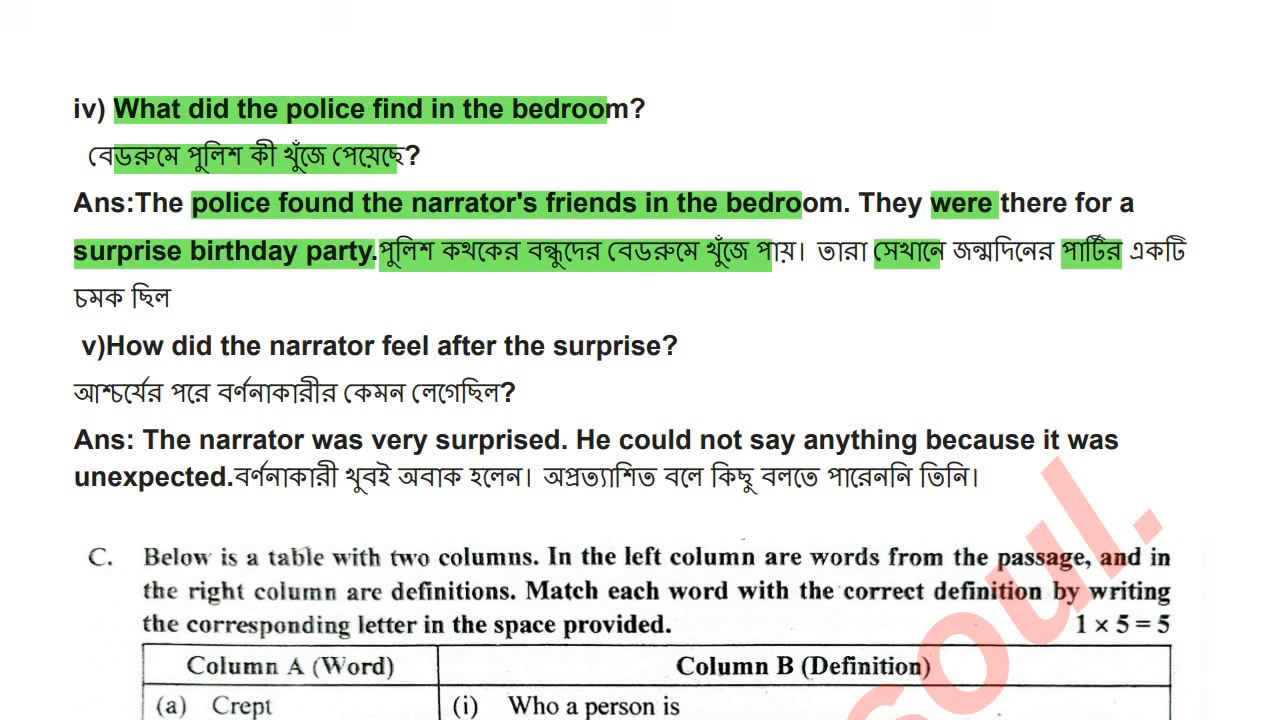 iv) What did the police find in the bedroom?
বেডরুমে পুলিশ কী খুঁজে পেয়েছে?
Ans:The police found the narrator's friends in the bedroom. They were there for a
surprise birthday party.পুলিশ কথকের বন্ধুদের বেডরুমে খুঁজে পায়। তারা সেখানে জন্মদিনের পার্টির একটি
চমক ছিল
v)How did the narrator feel after the surprise?
আশ্চর্যের পরে বর্ণনাকারীর কেমন লেগেছিল?
Ans: The narrator was very surprised. He could not say anything because it was
unexpected.বর্ণনাকারী খুবই অবাক হলেন। অপ্রত্যাশিত বলে কিছু বলতে পারেননি তিনি।
C. Below is a table with two columns. In the left column are words from the passage, and in
the right column are definitions. Match each word with the correct definition by writing
the corresponding letter in the space provided. 1 × 5 = 5
Column A (Word) Column B (Definition)
(a) Crept (i) Who a person is
soul.